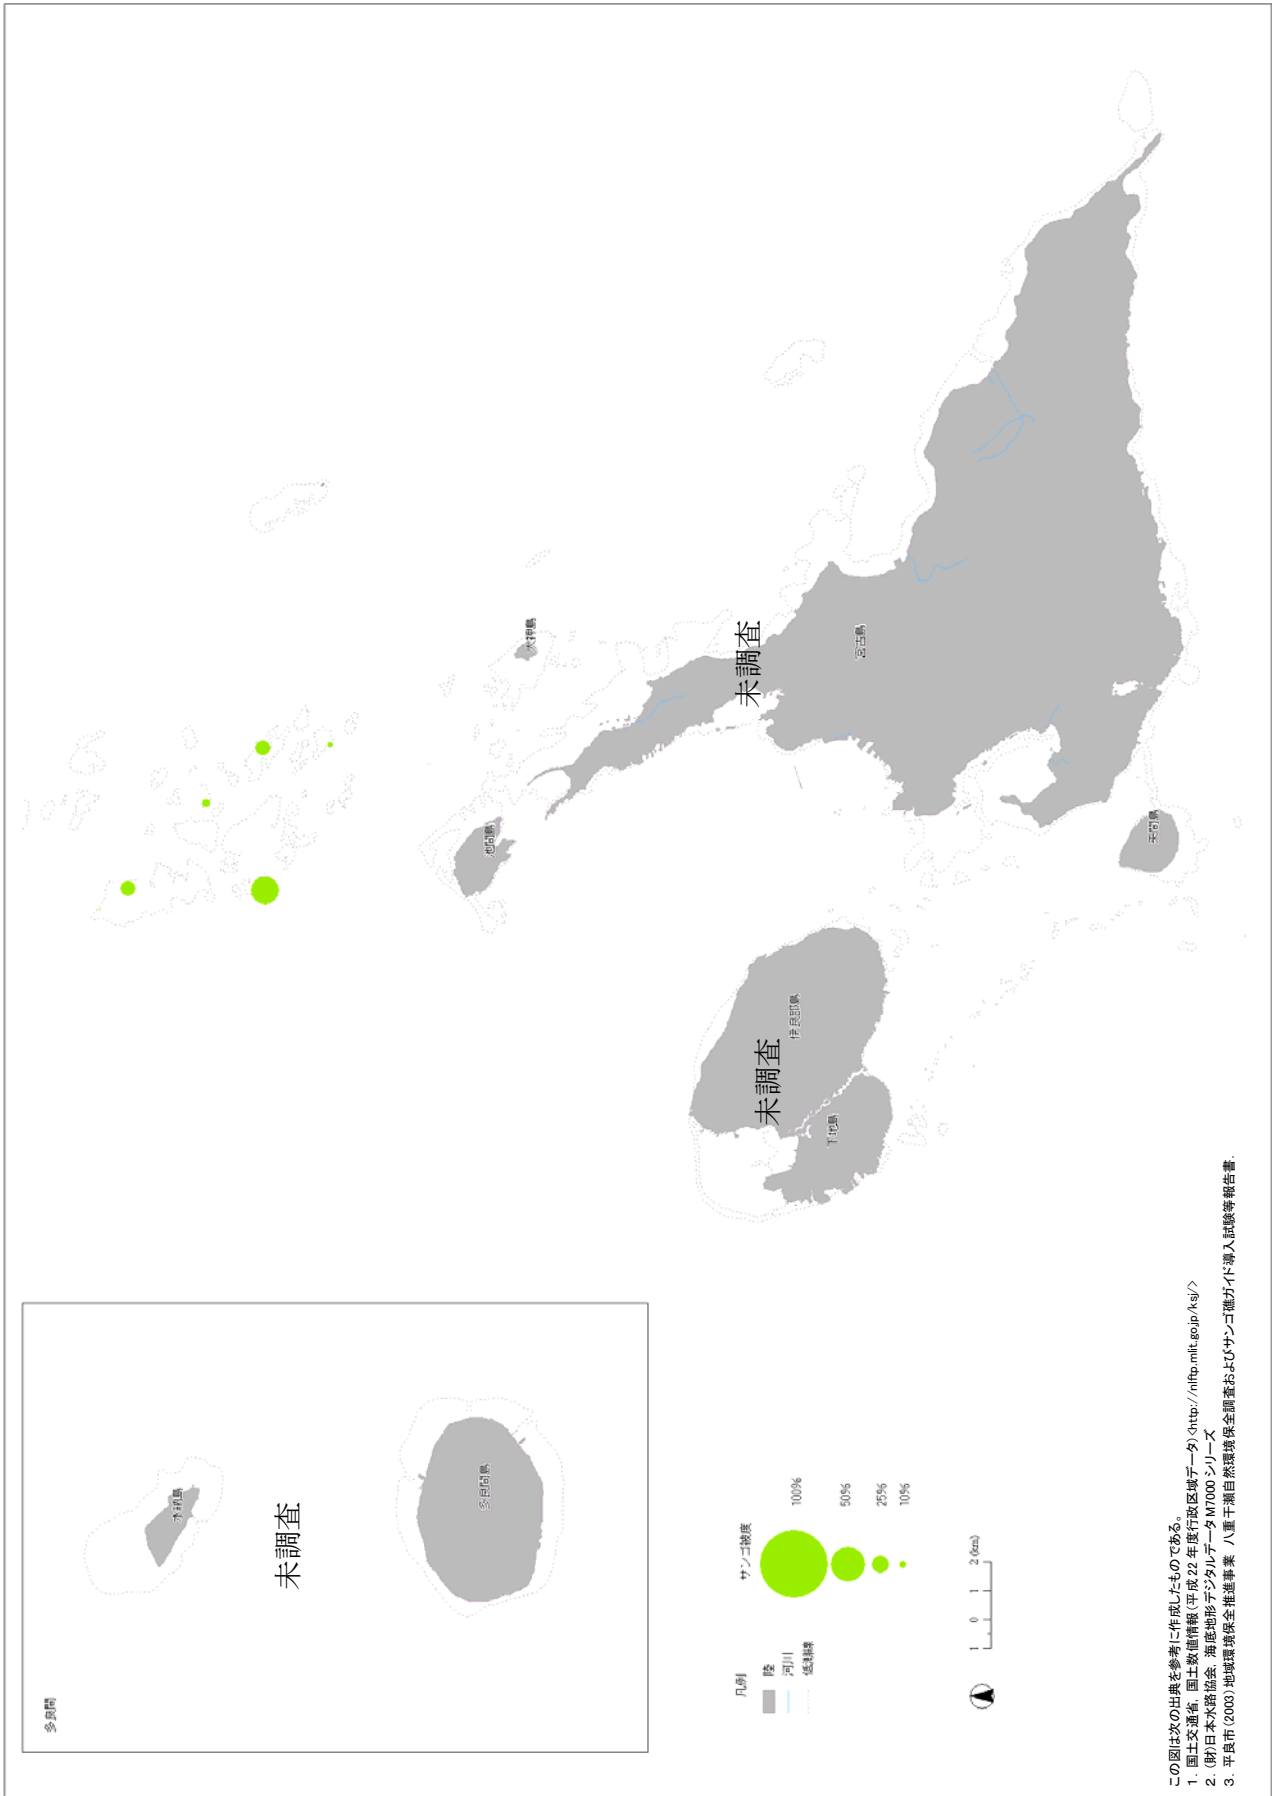 多良間
水納島
未調査
多良間島
池間島
大神島
未調査
宮古島
伊良部島
未調査
下地島
来間島
凡例
陸
河川
低潮線
サンゴ被度
100%
50%
25%
10%
1 0 1 2 (km)
この図は次の出典を参考に作成したものである。
1. 国土交通省, 国土数値情報(平成 22 年度行政区域データ)<http://nlftp.mlit.go.jp/ksj/>
2. (財)日本水路協会, 海底地形デジタルデータ M7000 シリーズ
3. 平良市(2003)地域環境保全推進事業 八重干瀬自然環境保全調査およびサンゴ礁ガイド導入試験等報告書.